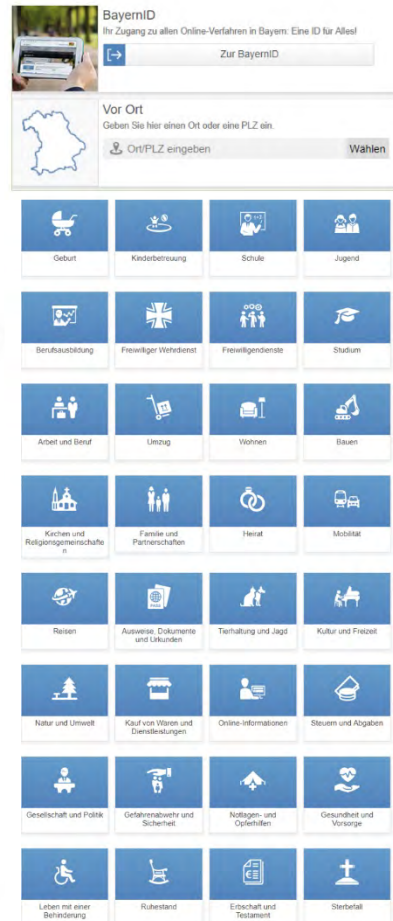 BayernID
Ihr Zugang zu allen Online-Verfahren in Bayern: Eine ID für Alles!
Zur BayernID
Vor Ort
Geben Sie hier einen Ort oder eine PLZ ein.
Ort/PLZ eingeben
Wählen
Geburt
Kinderbetreuung
Schule
Jugend
Berufsausbildung
Freiwilliger Wehrdienst
Freiwilligendienste
Studium
Arbeit und Beruf
Umzug
Wohnen
Bauen
Kirchen und
Religionsgemeinschafte
n
Familie und
Partnerschaften
Heirat
Mobilität
Reisen
Ausweise, Dokumente
und Urkunden
Tierhaltung und Jagd
Kultur und Freizeit
Natur und Umwelt
Kauf von Waren und
Dienstleistungen
Online-Informationen
Steuern und Abgaben
Gesellschaft und Politik
Gefahrenabwehr und
Sicherheit
Notlagen- und
Opferhilfen
Gesundheit und
Vorsorge
Leben mit einer
Behinderung
Ruhestand
Erbschaft und
Testament
Sterbefall